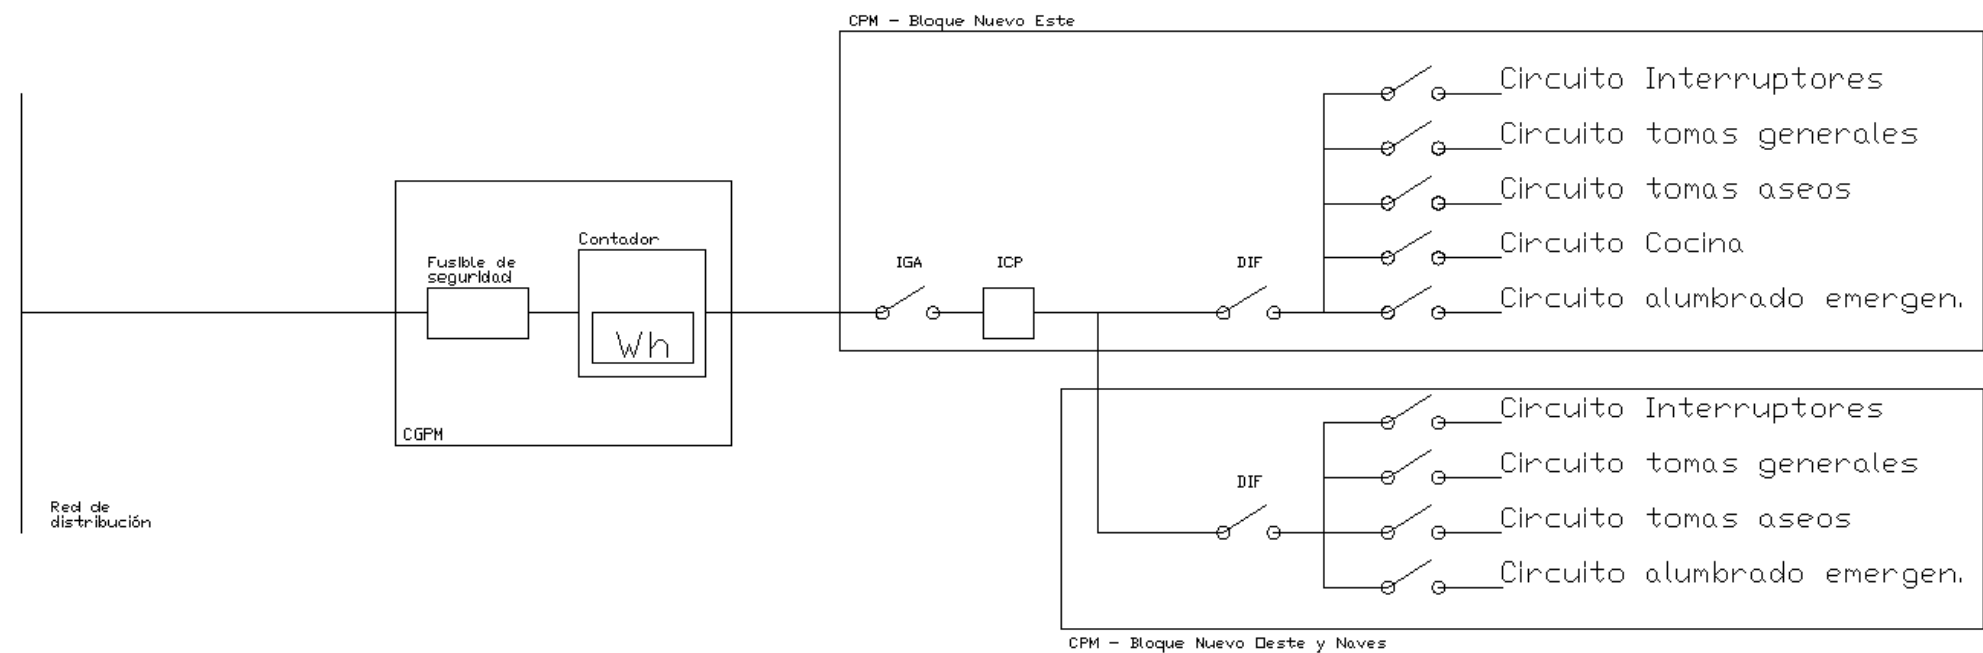 CPM - Bloque Nuevo Este
Circuito Interruptores
Circuito tomas generales
Circuito tomas aseos
Circuito Cocina
Circuito alumbrado emergen.
IGA
ICP
DIF
Contador
Fusible de
seguridad
Wh
CGPM
Red de
distribución
Circuito Interruptores
Circuito tomas generales
Circuito tomas aseos
Circuito alumbrado emergen.
DIF
CPM - Bloque Nuevo Oeste y Naves